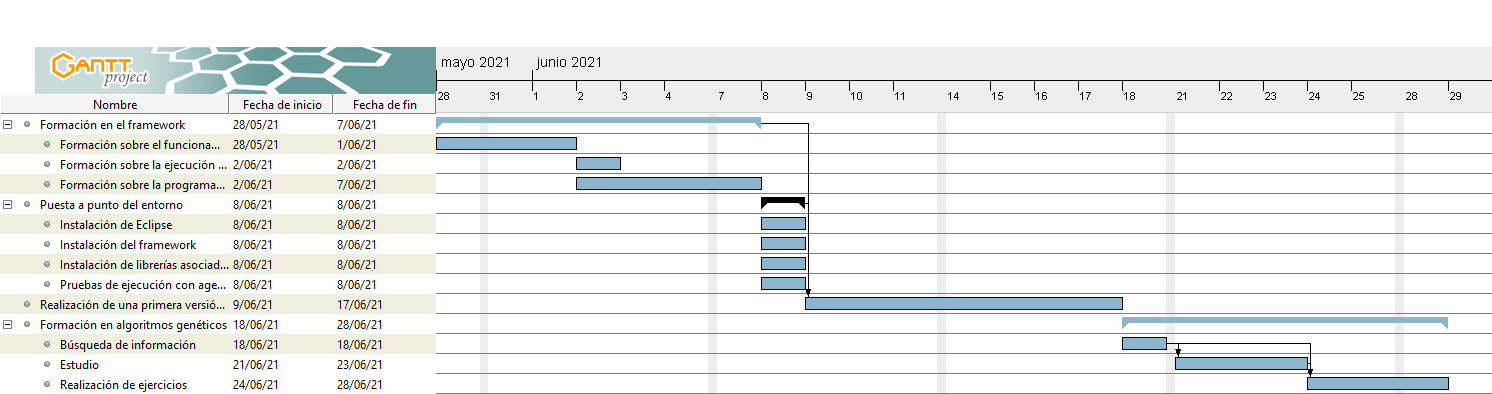 GANTT
project
mayo 2021
junio 2021
28 31 1 2 3 4 7 8 9 10 11 14 15 16 17 18 21 22 23 24 25 28 29
Nombre Fecha de inicio Fecha de fin
Formación en el framework 28/05/21 7/06/21
Formación sobre el funciona... 28/05/21 1/06/21
Formación sobre la ejecución ... 2/06/21 2/06/21
Formación sobre la programa... 2/06/21 7/06/21
Puesta a punto del entorno 8/06/21 8/06/21
Instalación de Eclipse 8/06/21 8/06/21
Instalación del framework 8/06/21 8/06/21
Instalación de librerías asociad... 8/06/21 8/06/21
Pruebas de ejecución con age... 8/06/21 8/06/21
Realización de una primera versió... 9/06/21 17/06/21
Formación en algoritmos genéticos 18/06/21 28/06/21
Búsqueda de información 18/06/21 18/06/21
Estudio 21/06/21 23/06/21
Realización de ejercicios 24/06/21 28/06/21